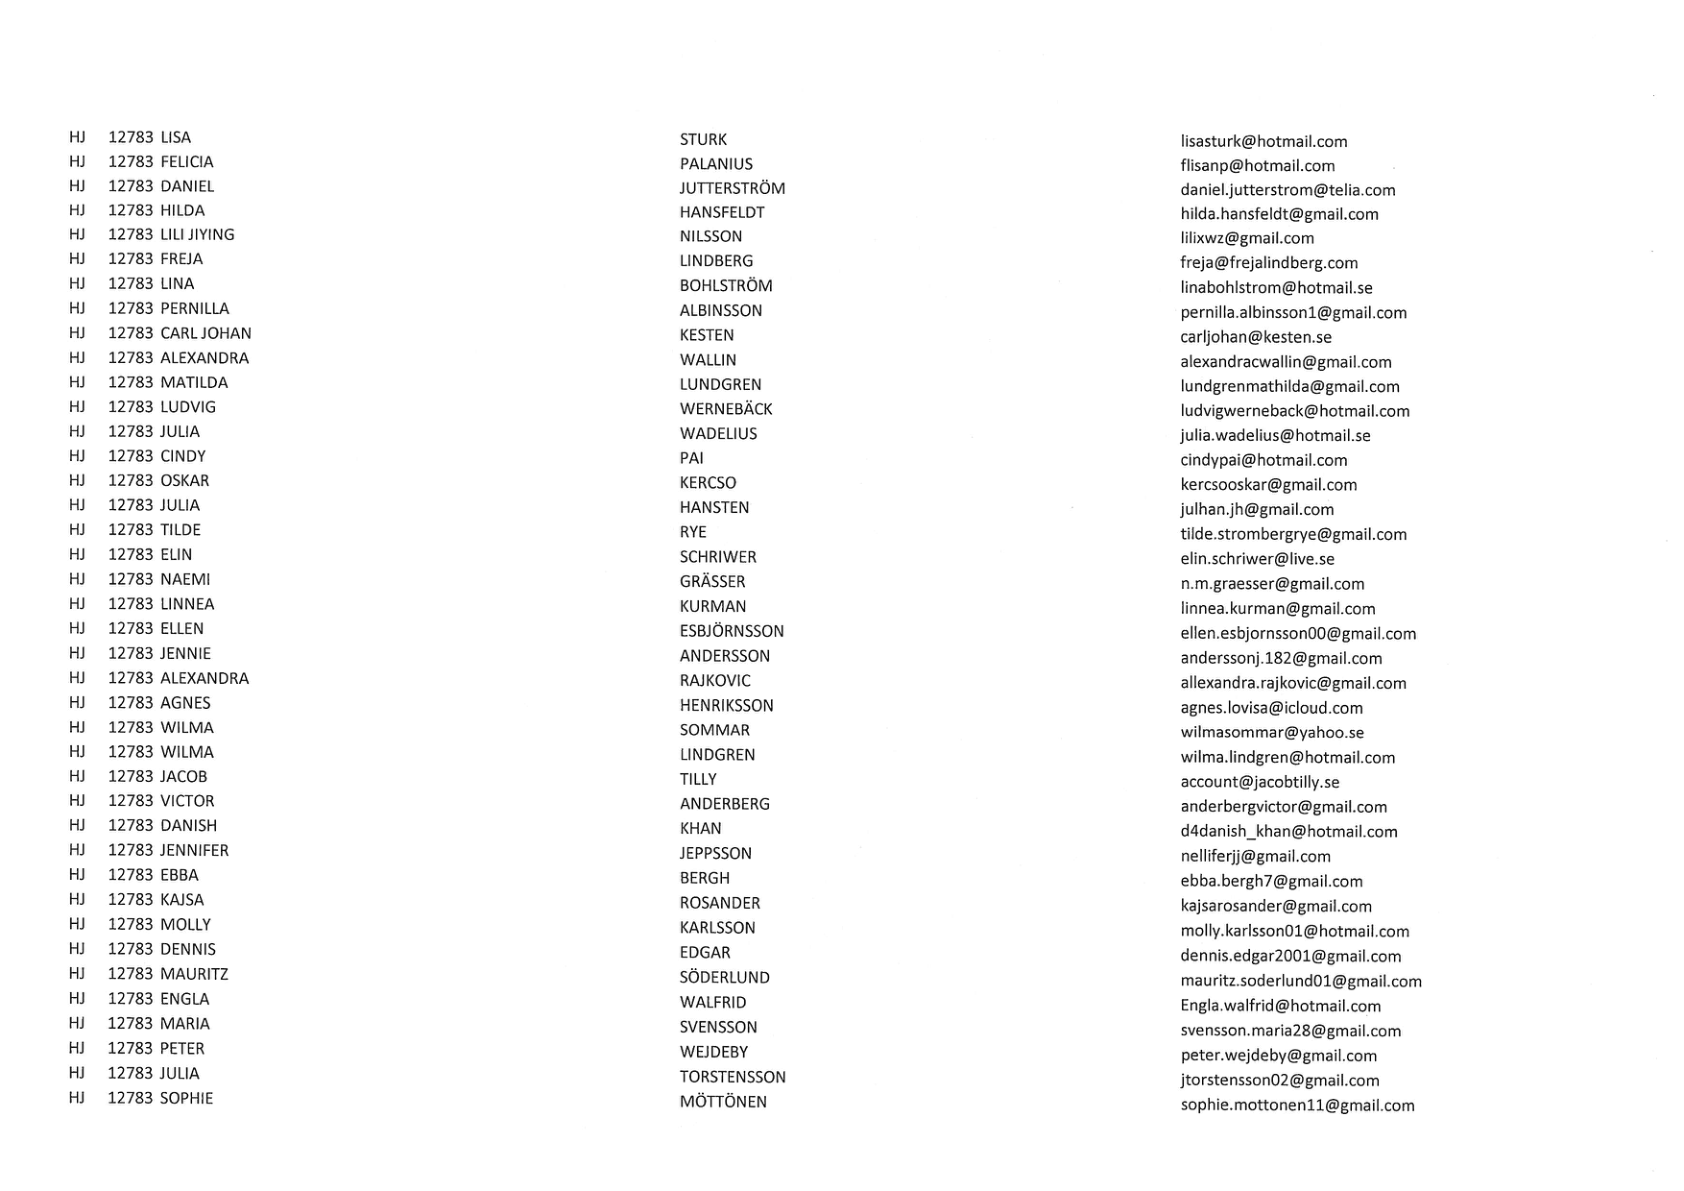 HJ 12783 LISA STURK lisasturk@hotmail.com
HJ 12783 FELICIA PALANIUS flisanp@hotmail.com
HJ 12783 DANIEL JUTTERSTRÖM daniel.jutterstrom@telia.com
HJ 12783 HILDA HANSFELDT hilda.hansfeldt@gmail.com
HJ 12783 LILI JIYING NILSSON lilixwz@gmail.com
HJ 12783 FREJA LINDBERG freja@frejalindberg.com
HJ 12783 LINA BOHLSTRÖM linabohlstrom@hotmail.se
HJ 12783 PERNILLA ALBINSSON pernilla.albinsson1@gmail.com
HJ 12783 CARL JOHAN KESTEN carljohan@kesten.se
HJ 12783 ALEXANDRA WALLIN alexandracwallin@gmail.com
HJ 12783 MATILDA LUNDGREN lundgrenmathilda@gmail.com
HJ 12783 LUDVIG WERNEBÄCK ludvigwerneback@hotmail.com
HJ 12783 JULIA WADELIUS julia.wadelius@hotmail.se
HJ 12783 CINDY PAI cindypai@hotmail.com
HJ 12783 OSKAR KERCSO kercsooskar@gmail.com
HJ 12783 JULIA HANSTEN julhan.jh@gmail.com
HJ 12783 TILDE RYE tilde.strombergrye@gmail.com
HJ 12783 ELIN SCHRIWER elin.schriwer@live.se
HJ 12783 NAEMI GRÄSSER n.m.graesser@gmail.com
HJ 12783 LINNEA KURMAN linnea.kurman@gmail.com
HJ 12783 ELLEN ESBJÖRNSSON ellen.esbjornsson00@gmail.com
HJ 12783 JENNIE ANDERSSON anderssonj.182@gmail.com
HJ 12783 ALEXANDRA RAJKOVIC allexandra.rajkovic@gmail.com
HJ 12783 AGNES HENRIKSSON agnes.lovisa@icloud.com
HJ 12783 WILMA SOMMAR wilmasommar@yahoo.se
HJ 12783 WILMA LINDGREN wilma.lindgren@hotmail.com
HJ 12783 JACOB TILLY account@jacobtilly.se
HJ 12783 VICTOR ANDERBERG anderbergvictor@gmail.com
HJ 12783 DANISH KHAN d4danish_khan@hotmail.com
HJ 12783 JENNIFER JEPPSSON nelliferjj@gmail.com
HJ 12783 EBBA BERGH ebba.bergh7@gmail.com
HJ 12783 KAJSA ROSANDER kajsarosander@gmail.com
HJ 12783 MOLLY KARLSSON molly.karlsson01@hotmail.com
HJ 12783 DENNIS EDGAR dennis.edgar2001@gmail.com
HJ 12783 MAURITZ SÖDERLUND mauritz.soderlund01@gmail.com
HJ 12783 ENGLA WALFRID Engla.walfrid@hotmail.com
HJ 12783 MARIA SVENSSON svensson.maria28@gmail.com
HJ 12783 PETER WEJDEBY peter.wejdeby@gmail.com
HJ 12783 JULIA TORSTENSSON jtorstensson02@gmail.com
HJ 12783 SOPHIE MÖTTÖNEN sophie.mottonen11@gmail.com